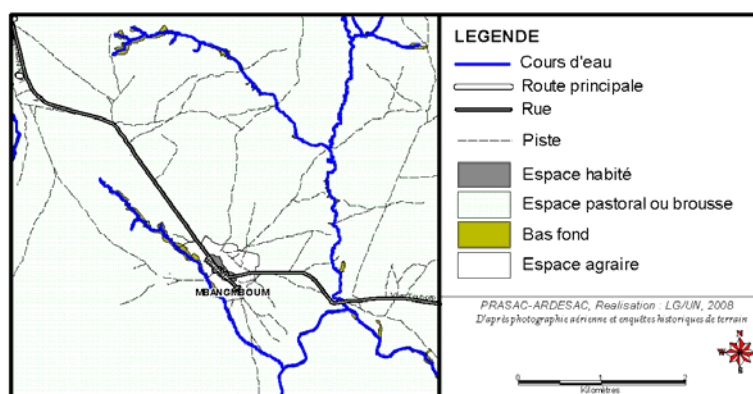 MBANGBOUM
LEGENDE
Cours d'eau
Route principale
Rue
Piste
Espace habité
Espace pastoral ou brousse
Bas fond
Espace agraire
PRASAC-ARDESAC, Realisation : LG/UN, 2008
D'après photographie aérienne et enquêtes historiques de terrain
N
W
E
S
0 1 2
Kilomètres